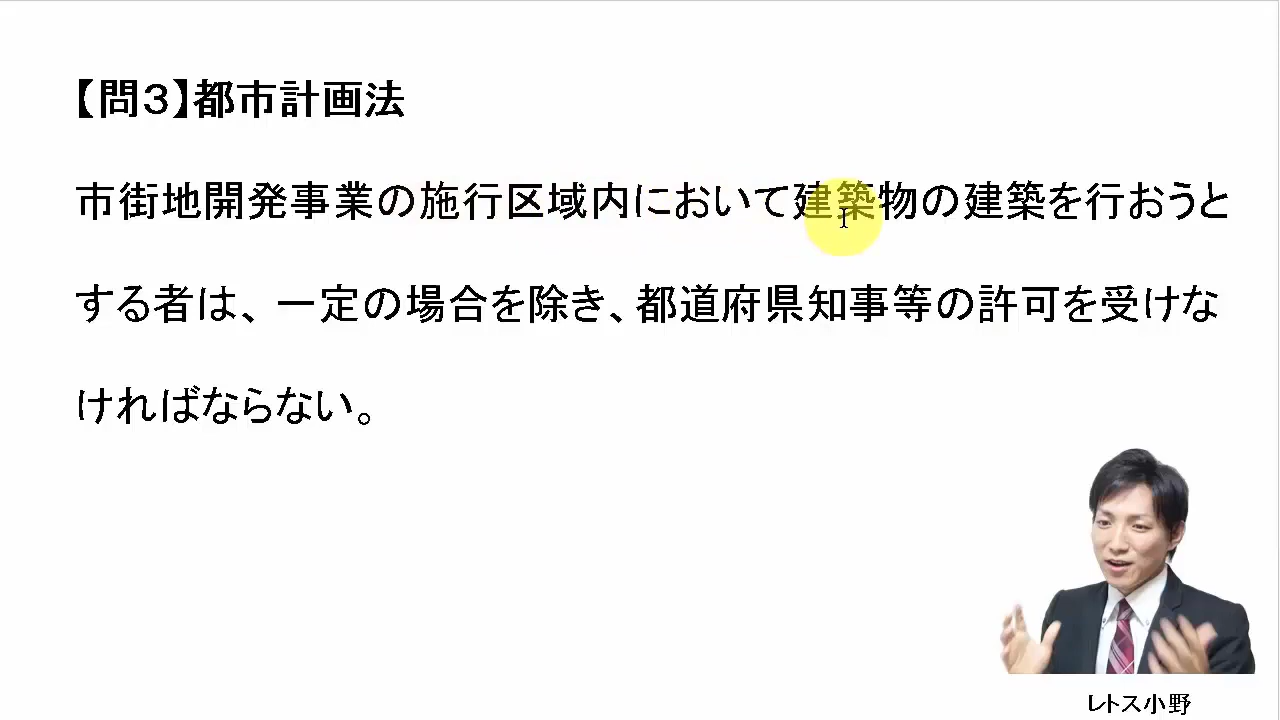 【問３】都市計画法
市街地開発事業の施行区域内において建築物の建築を行おうと
する者は、一定の場合を除き、都道府県知事等の許可を受けな
ければならない。
レトス小野